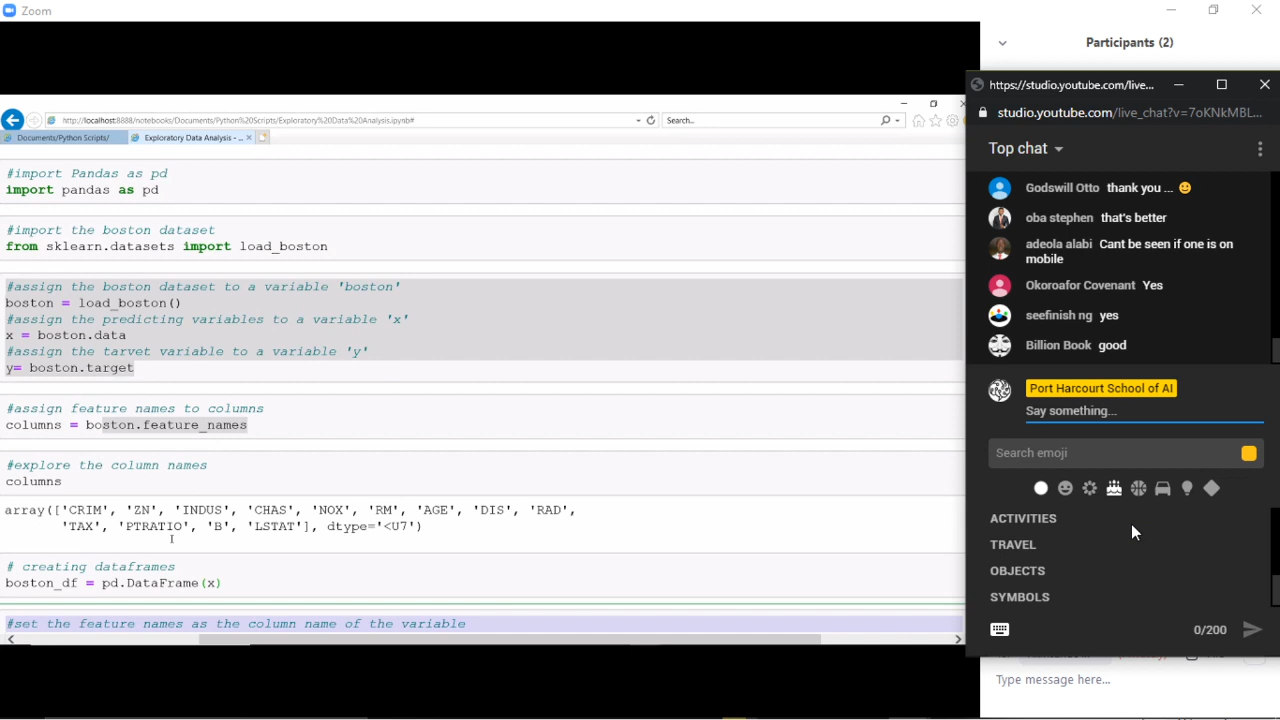 Zoom
Participants (2)
http://localhost:8888/notebooks/Documents/Python%20Scripts/Exploratory%20Data%20Analysis.ipynb#
Search...
Documents/Python Scripts/
Exploratory Data Analysis - ...
#import Pandas as pd
import pandas as pd
#import the boston dataset
from sklearn.datasets import load_boston
#assign the boston dataset to a variable 'boston'
boston = load_boston()
#assign the predicting variables to a variable 'x'
x = boston.data
#assign the tarvet variable to a variable 'y'
y= boston.target
#assign feature names to columns
columns = boston.feature_names
#explore the column names
columns
array(['CRIM', 'ZN', 'INDUS', 'CHAS', 'NOX', 'RM', 'AGE', 'DIS', 'RAD',
'TAX', 'PTRATIO', 'B', 'LSTAT'], dtype='<U7')
# creating dataframes
boston_df = pd.DataFrame(x)
#set the feature names as the column name of the variable
https://studio.youtube.com/live...
studio.youtube.com/live_chat?v=7oKNkMBL...
Top chat
Godswill Otto thank you ...
oba stephen that's better
adeola alabi Cant be seen if one is on
mobile
Okoroafor Covenant Yes
seefinish ng yes
Billion Book good
Port Harcourt School of AI
Say something...
Search emoji
ACTIVITIES
TRAVEL
OBJECTS
SYMBOLS
0/200
Type message here...